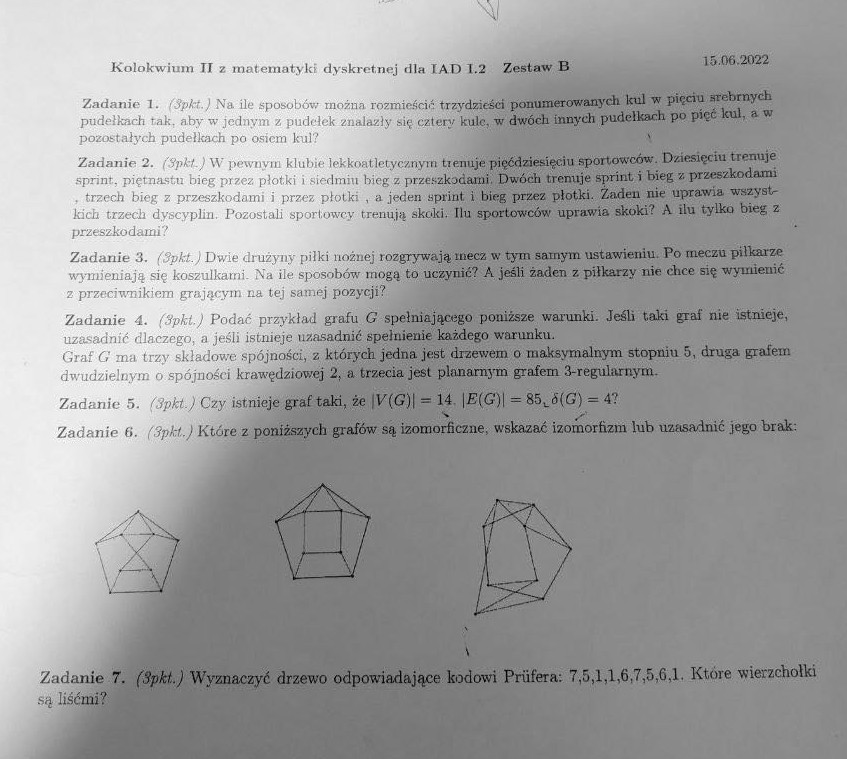 Kolokwium II z matematyki dyskretnej dla IAD I.2 Zestaw B 15.06.2022
Zadanie 1. (3pkt.) Na ile sposobów można rozmieścić trzydzieści ponumerowanych kul w pięciu srebrnych
pudełkach tak, aby w jednym z pudełek znalazły się cztery kule, w dwóch innych pudełkach po pięć kul, a w
pozostałych pudełkach po osiem kul?
Zadanie 2. (3pkt.) W pewnym klubie lekkoatletycznym trenuje pięćdziesięciu sportowców. Dziesięciu trenuje
sprint, piętnastu bieg przez płotki i siedmiu bieg z przeszkodami. Dwóch trenuje sprint i bieg z przeszkodami
, trzech bieg z przeszkodami i przez płotki , a jeden sprint i bieg przez płotki. Żaden nie uprawia wszyst-
kich trzech dyscyplin. Pozostali sportowcy trenują skoki. Ilu sportowców uprawia skoki? A ilu tylko bieg z
przeszkodami?
Zadanie 3. (3pkt.) Dwie drużyny piłki nożnej rozgrywają mecz w tym samym ustawieniu. Po meczu piłkarze
wymieniają się koszulkami. Na ile sposobów mogą to uczynić? A jeśli żaden z piłkarzy nie chce się wymienić
z przeciwnikiem grającym na tej samej pozycji?
Zadanie 4. (3pkt.) Podać przykład grafu G spełniającego poniższe warunki. Jeśli taki graf nie istnieje,
uzasadnić dlaczego, a jeśli istnieje uzasadnić spełnienie każdego warunku.
Graf G ma trzy składowe spójności, z których jedna jest drzewem o maksymalnym stopniu 5, druga grafem
dwudzielnym o spójności krawędziowej 2, a trzecia jest planarnym grafem 3-regularnym.
Zadanie 5. (3pkt.) Czy istnieje graf taki, że |V(G)| = 14, |E(G)| = 85, δ(G) = 4?
Zadanie 6. (3pkt.) Które z poniższych grafów są izomorficzne, wskazać izomorfizm lub uzasadnić jego brak:
Zadanie 7. (3pkt.) Wyznaczyć drzewo odpowiadające kodowi Prüfera: 7,5,1,1,6,7,5,6,1. Które wierzchołki
są liśćmi?